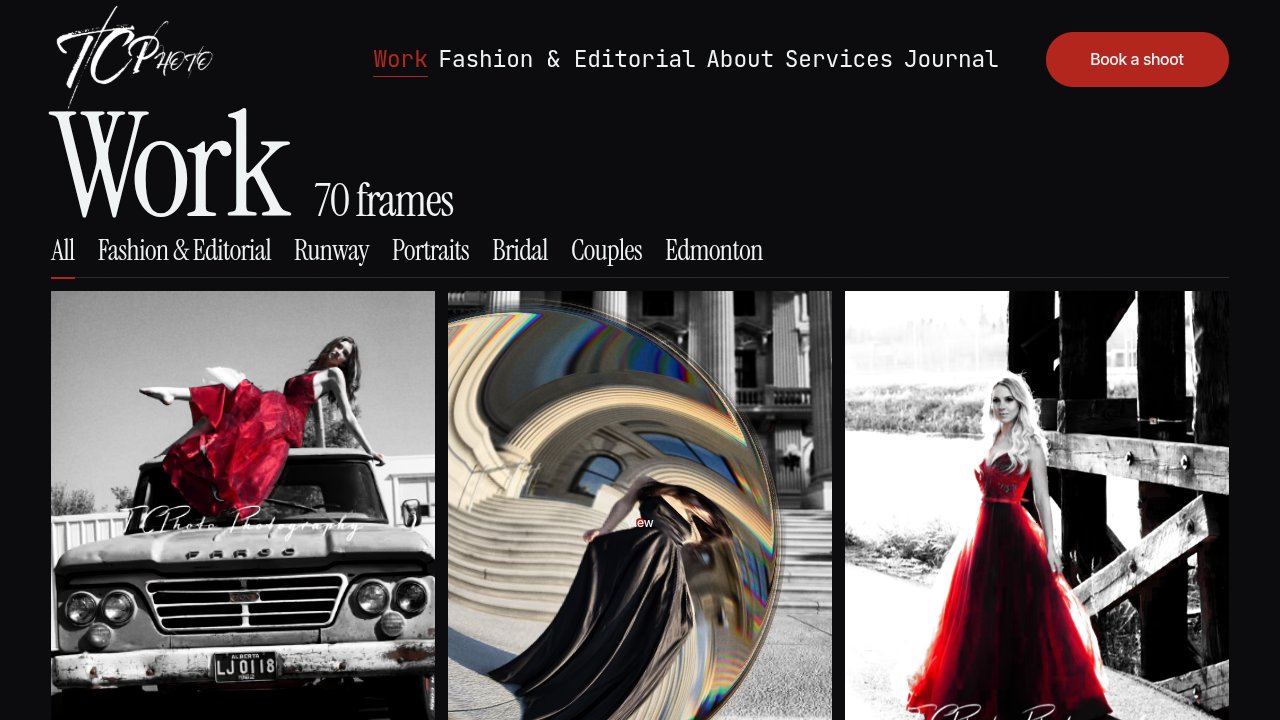 TCPHOTO
Work Fashion & Editorial About Services Journal
Book a shoot
Work 70 frames
All Fashion & Editorial Runway Portraits Bridal Couples Edmonton
TCPhoto Photography
FARGO
ALBERTA
LJ 0118